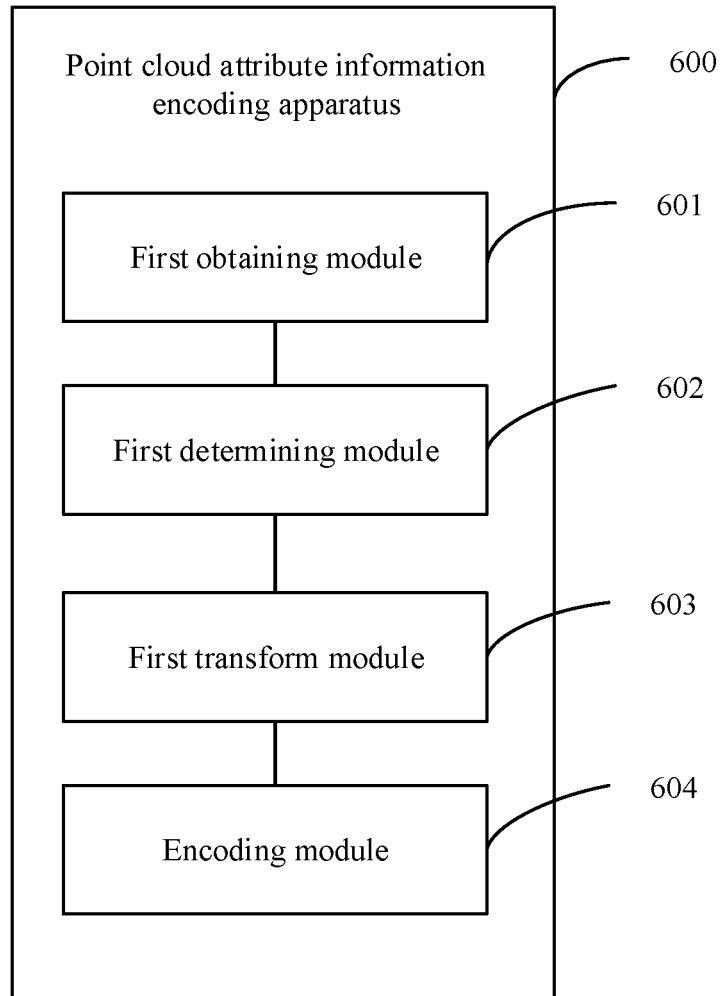 Point cloud attribute information
encoding apparatus
600
First obtaining module
601
First determining module
602
First transform module
603
Encoding module
604